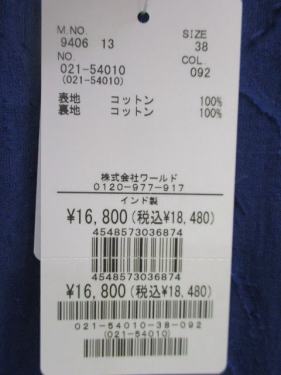 M.NO. SIZE
9406 13 38
NO. COL.
021-54010 092
(021-54010)
表地 コットン 100%
裏地 コットン 100%
株式会社ワールド
0120-977-917
インド製
¥16,800(税込¥18,480)
4548573036874
4548573036874
¥16,800(税込¥18,480)
021-54010-38-092
(021-54010)